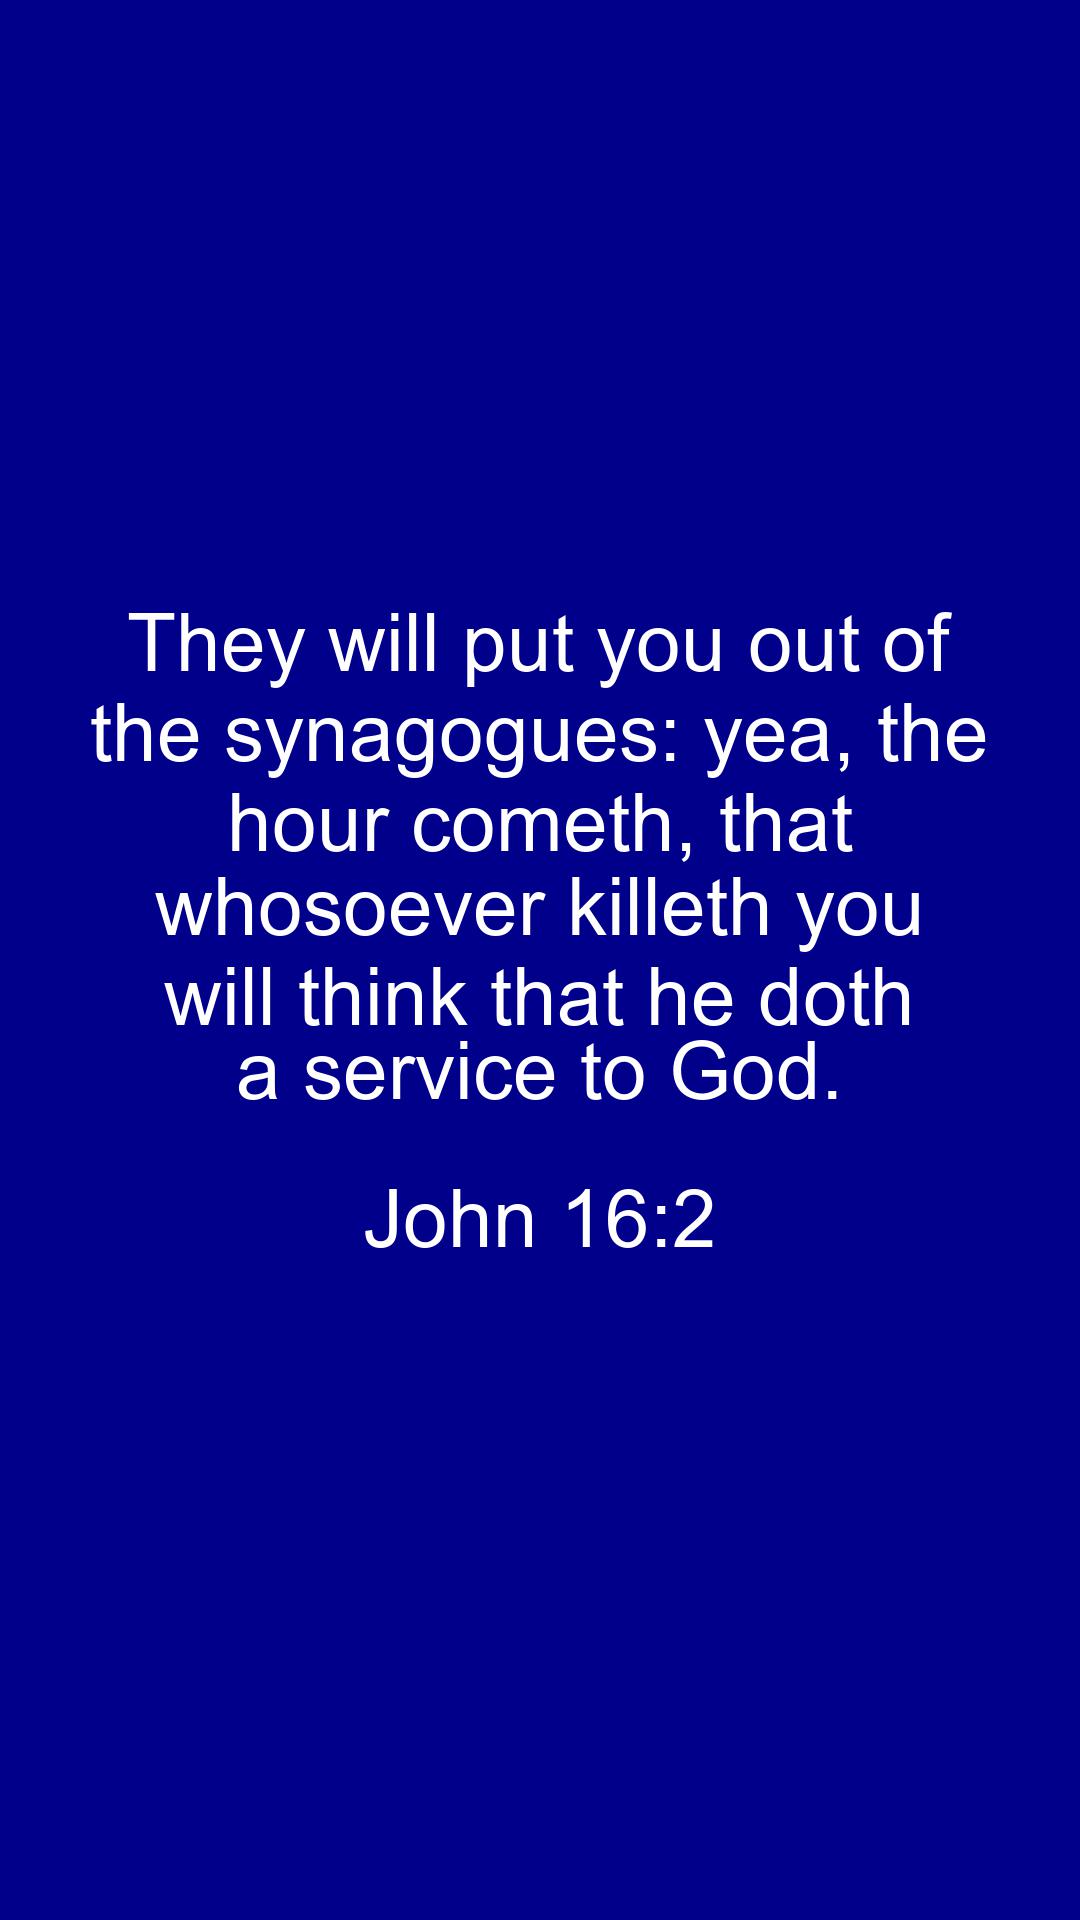 They will put you out of
the synagogues: yea, the
hour cometh, that
whosoever killeth you
will think that he doth
a service to God.
John 16:2